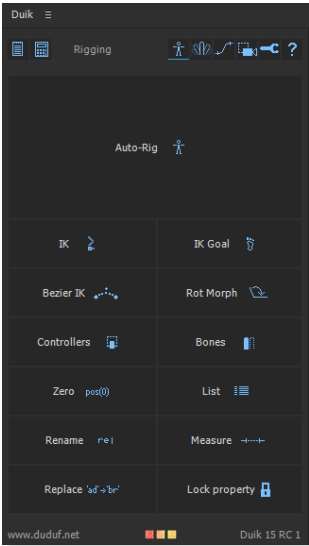 Duik
Rigging
?
Auto-Rig
IK
IK Goal
Bezier IK
Rot Morph
Controllers
Bones
Zero pos(0)
List
Rename rel
Measure
Replace 'ad'->'br'
Lock property
www.duduf.net
Duik 15 RC 1